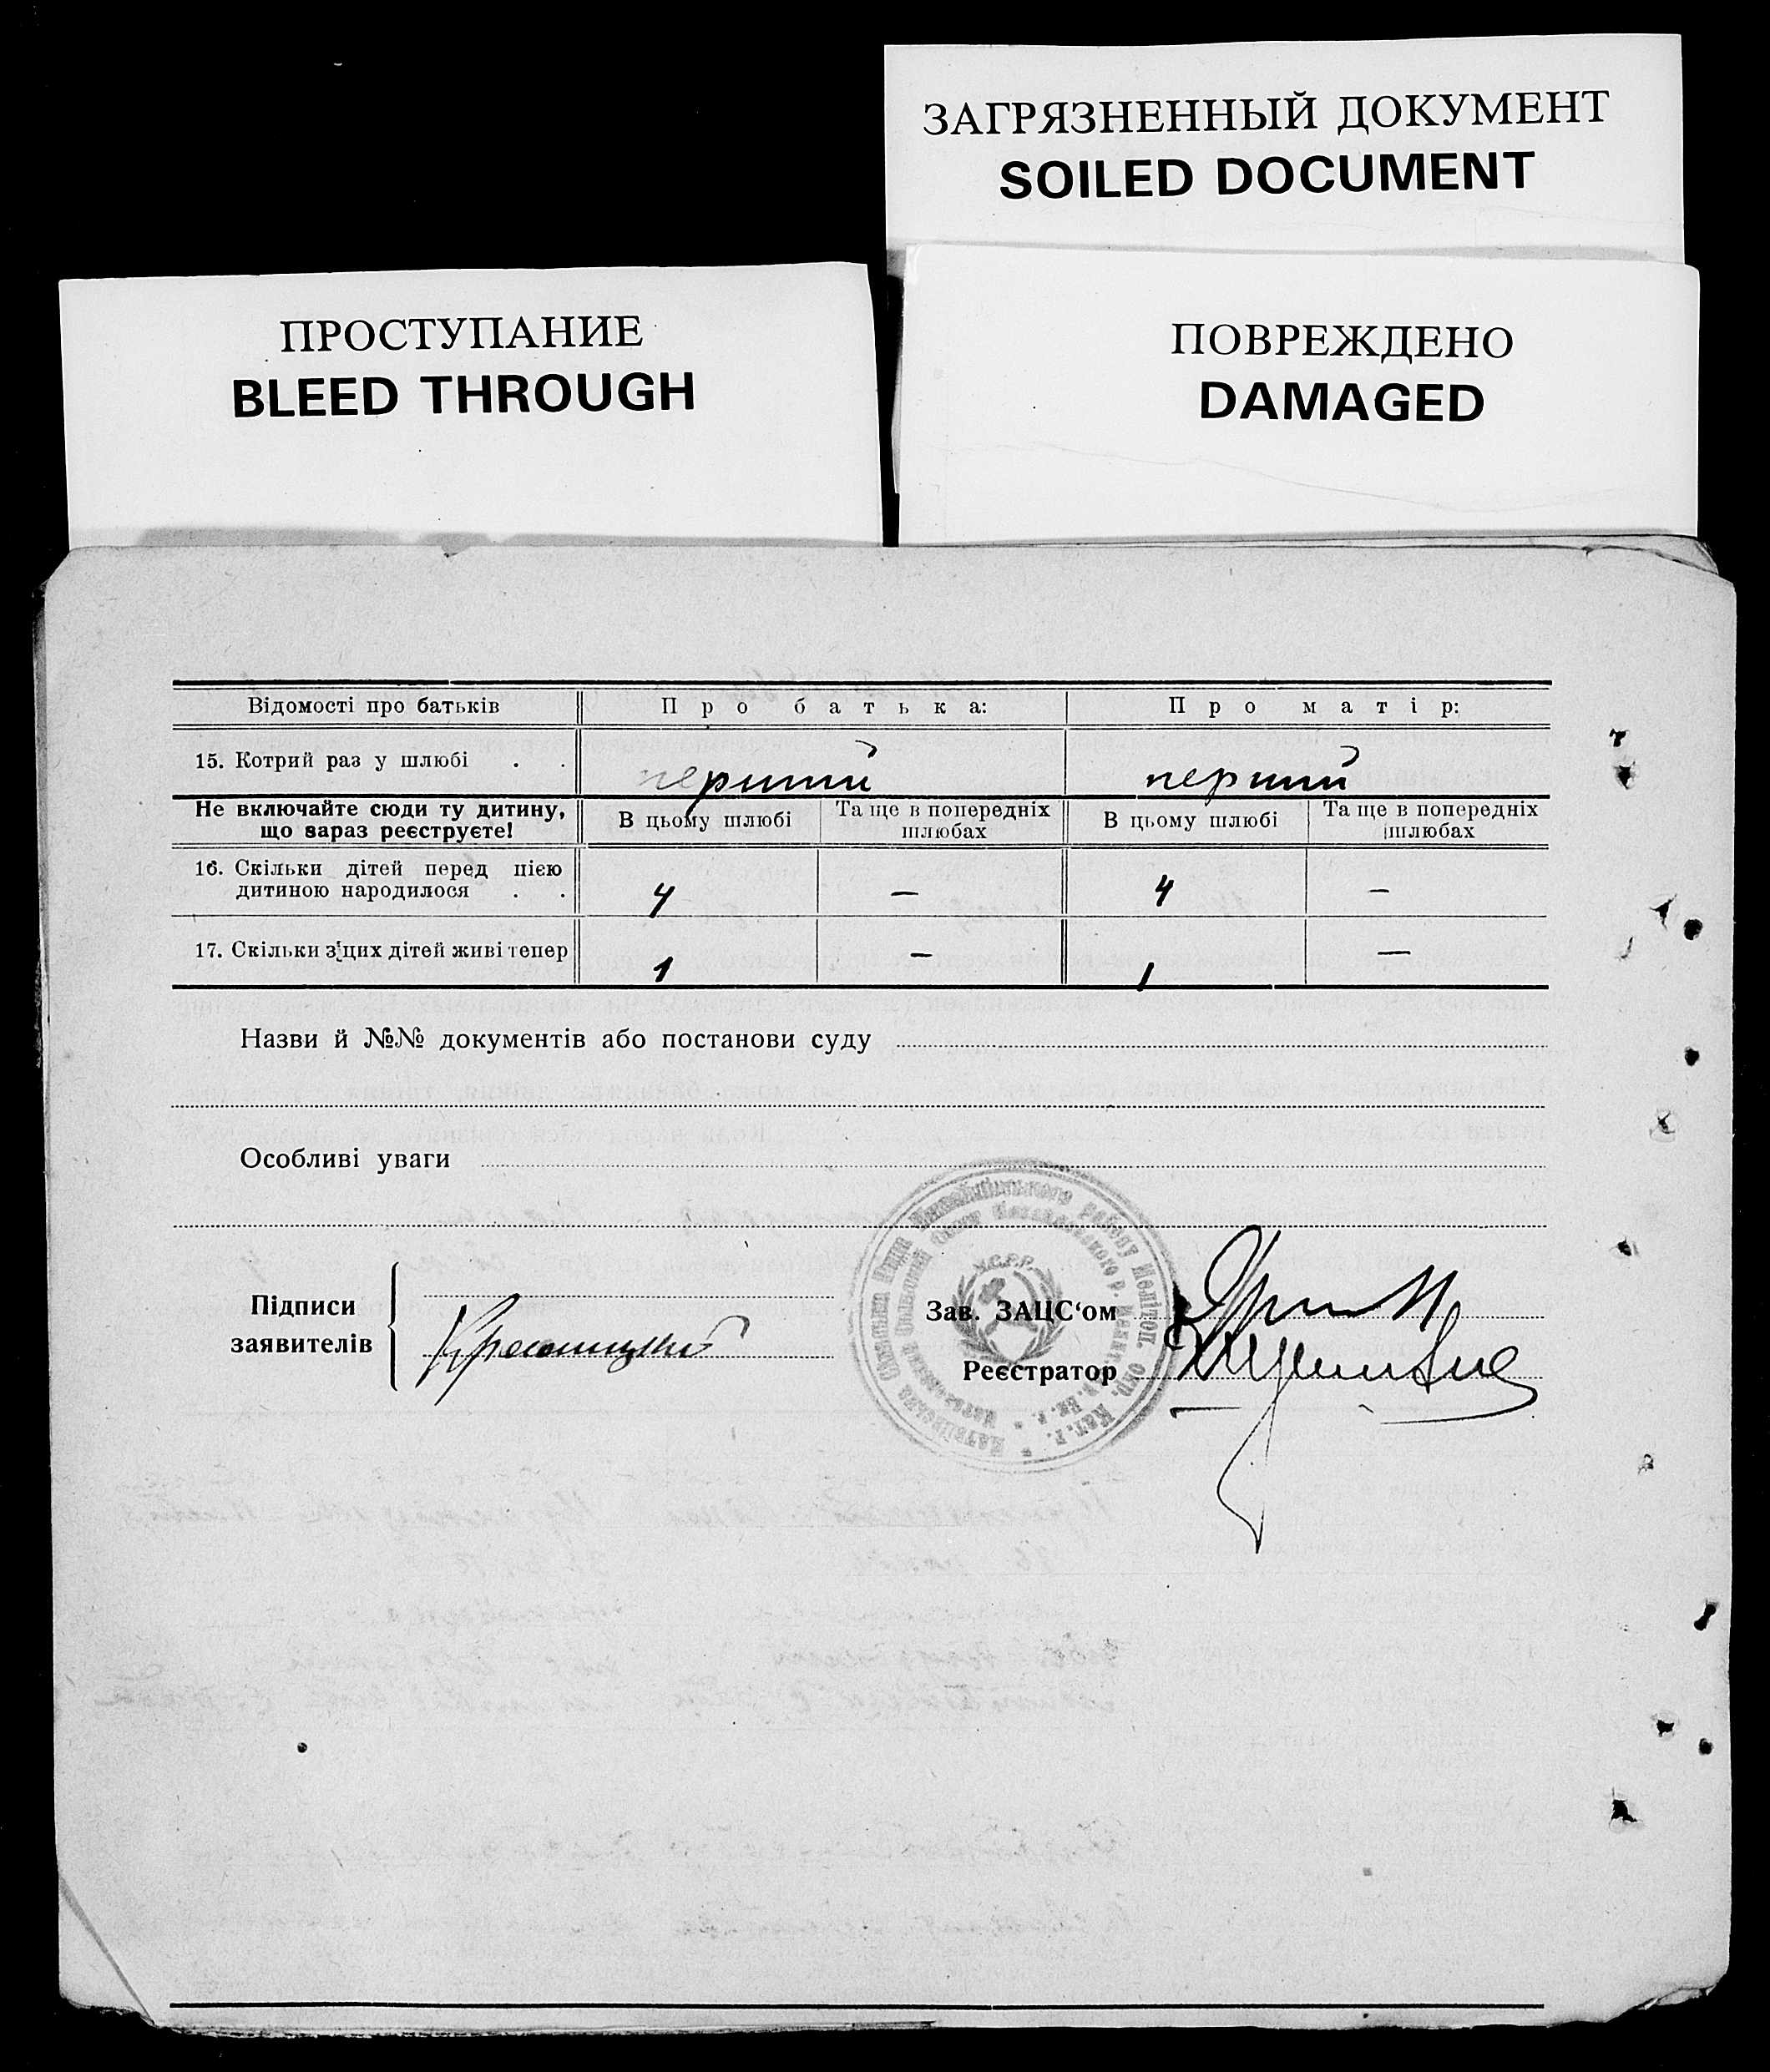 ЗАГРЯЗНЕННЫЙ ДОКУМЕНТ
SOILED DOCUMENT
ПРОСТУПАНИЕ
BLEED THROUGH
ПОВРЕЖДЕНО
DAMAGED
Відомості про батьків Про батька: Про матір:
15. Котрий раз у шлюбі . . перший перший
Не включайте сюди ту дитину, що зараз реєструєте! В цьому шлюбі Та ще в попередніх шлюбах В цьому шлюбі Та ще в попередніх шлюбах
16. Скільки дітей перед цією дитиною народилося . . 4 — 4 —
17. Скільки з цих дітей живі тепер 1 — 1 —
Назви й №№ документів або постанови суду
Особливі уваги
У.С.Р.Р.
Підписи заявителів
Зав. ЗАЦС‘ом
Реєстратор